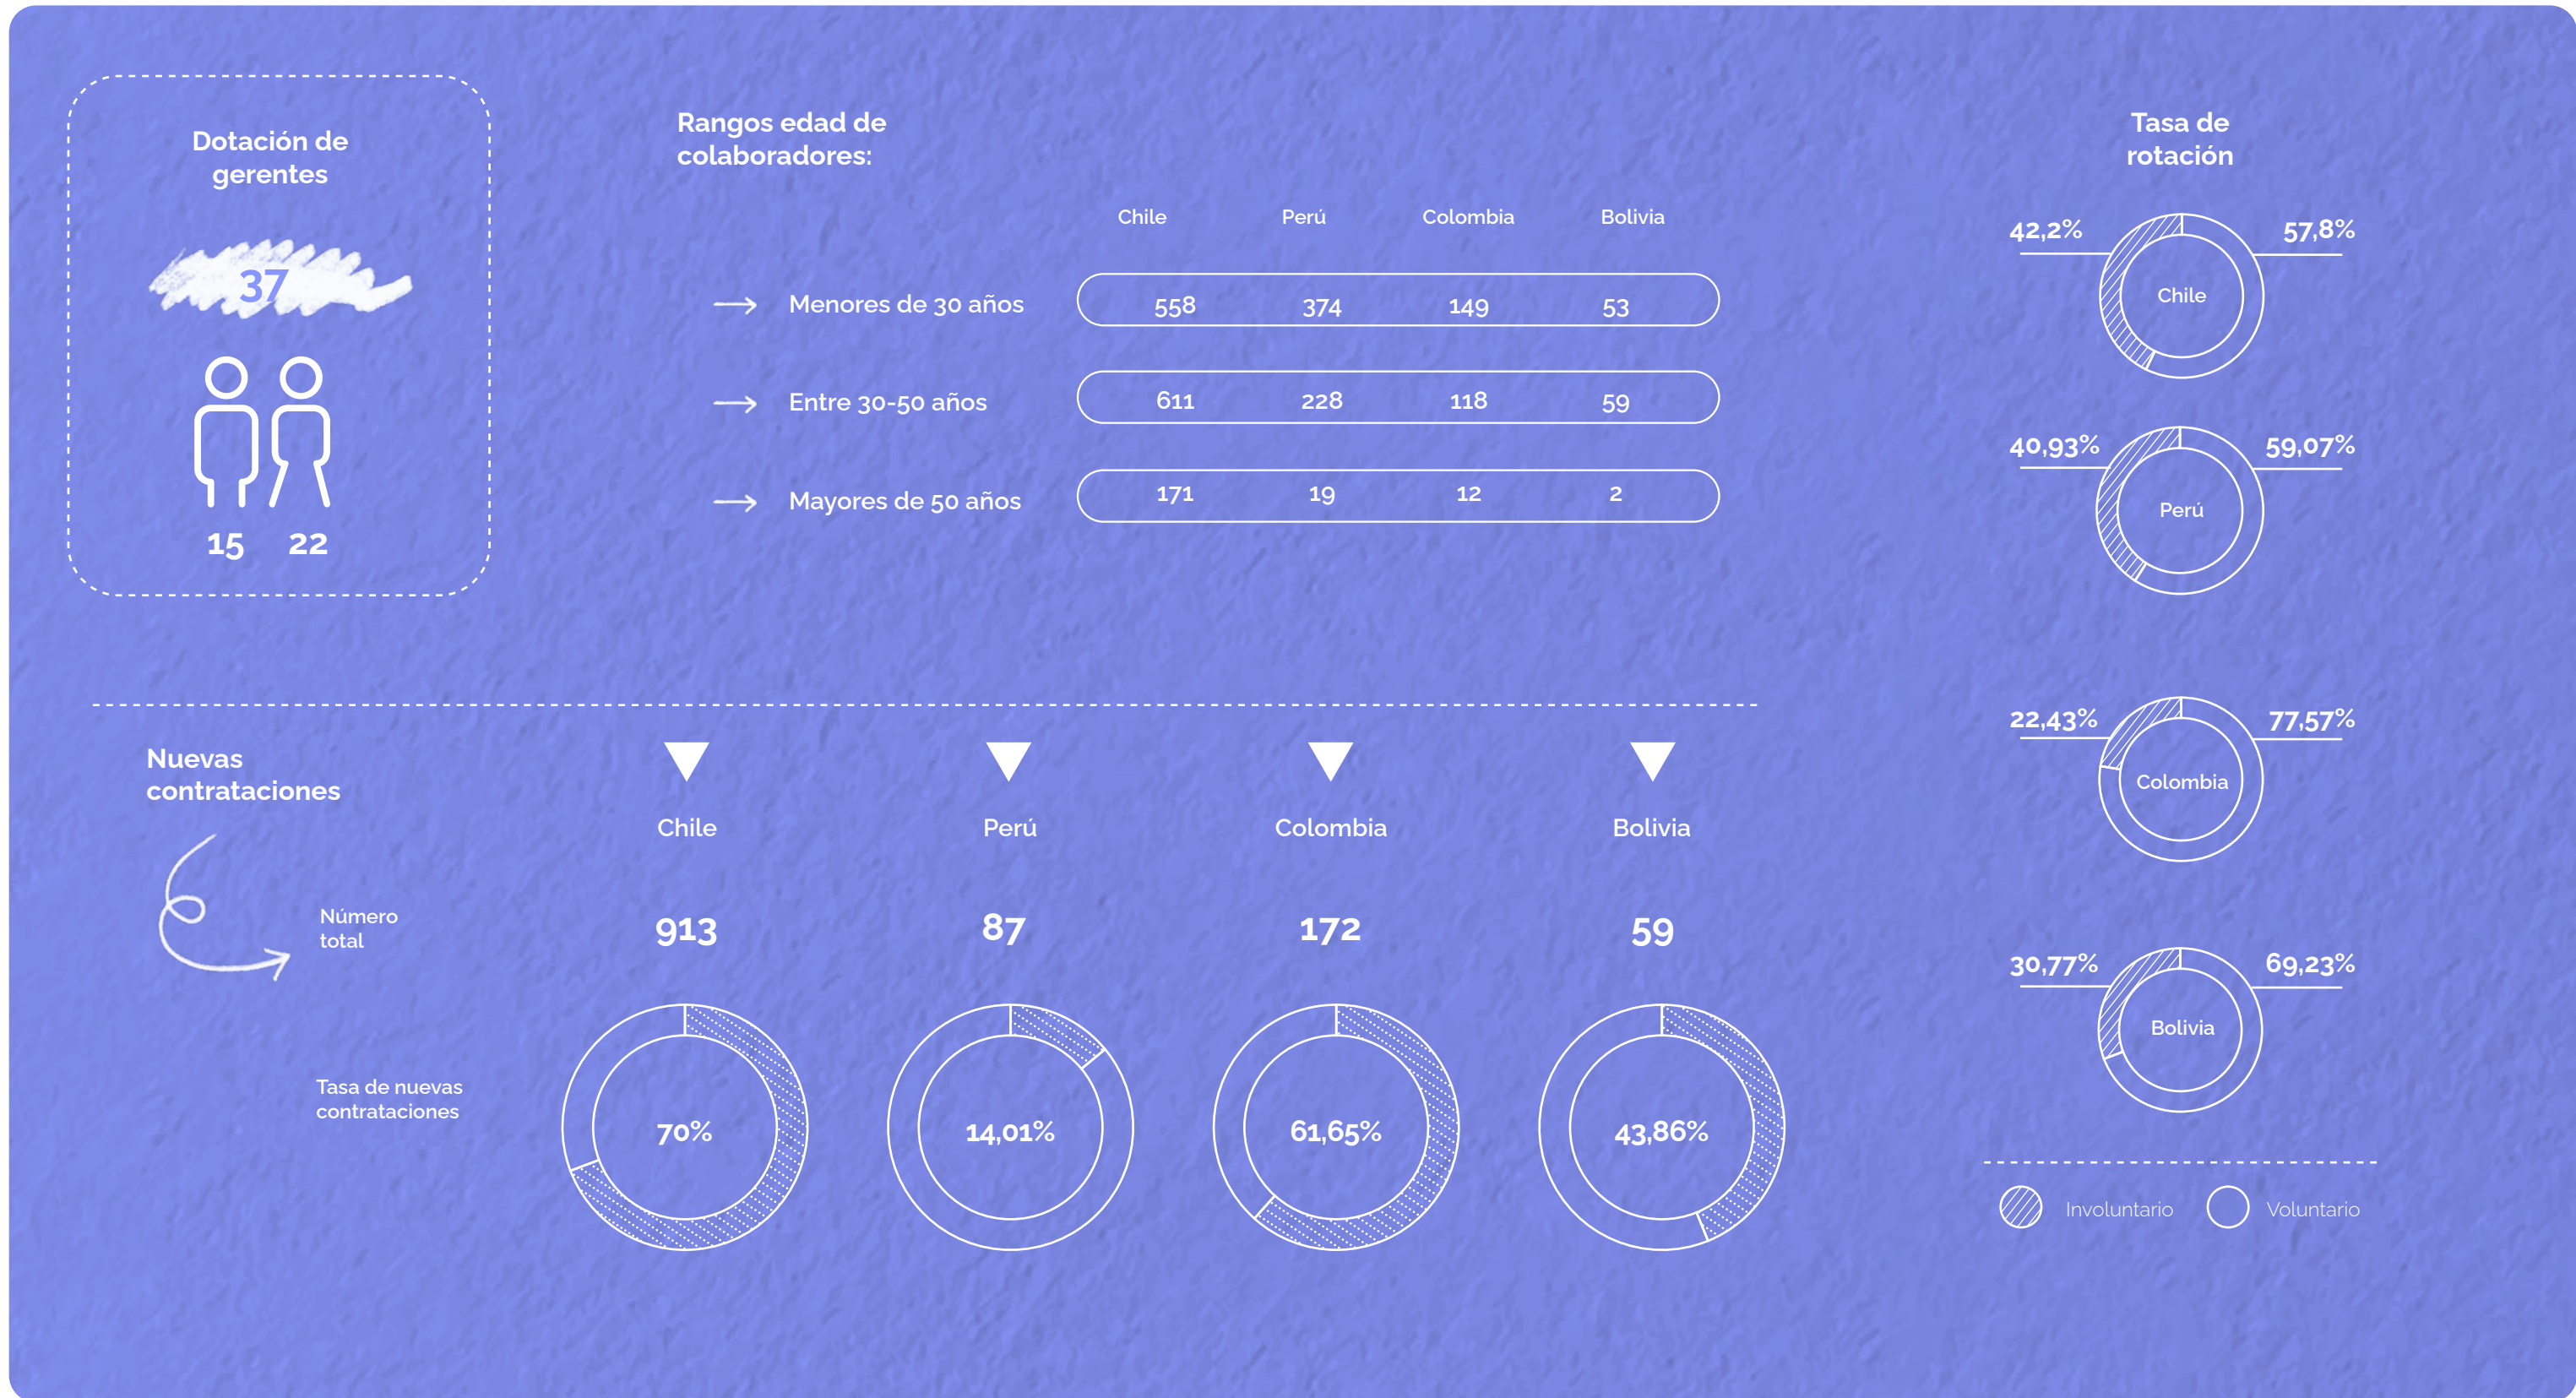 Dotación de
gerentes
37
15 22
Rangos edad de
colaboradores:
Chile Perú Colombia Bolivia
Menores de 30 años 558 374 149 53
Entre 30-50 años 611 228 118 59
Mayores de 50 años 171 19 12 2
Tasa de
rotación
42,2% 57,8%
Chile
40,93% 59,07%
Perú
22,43% 77,57%
Colombia
30,77% 69,23%
Bolivia
Involuntario Voluntario
Nuevas
contrataciones
Chile Perú Colombia Bolivia
Número
total
913 87 172 59
Tasa de nuevas
contrataciones
70% 14,01% 61,65% 43,86%